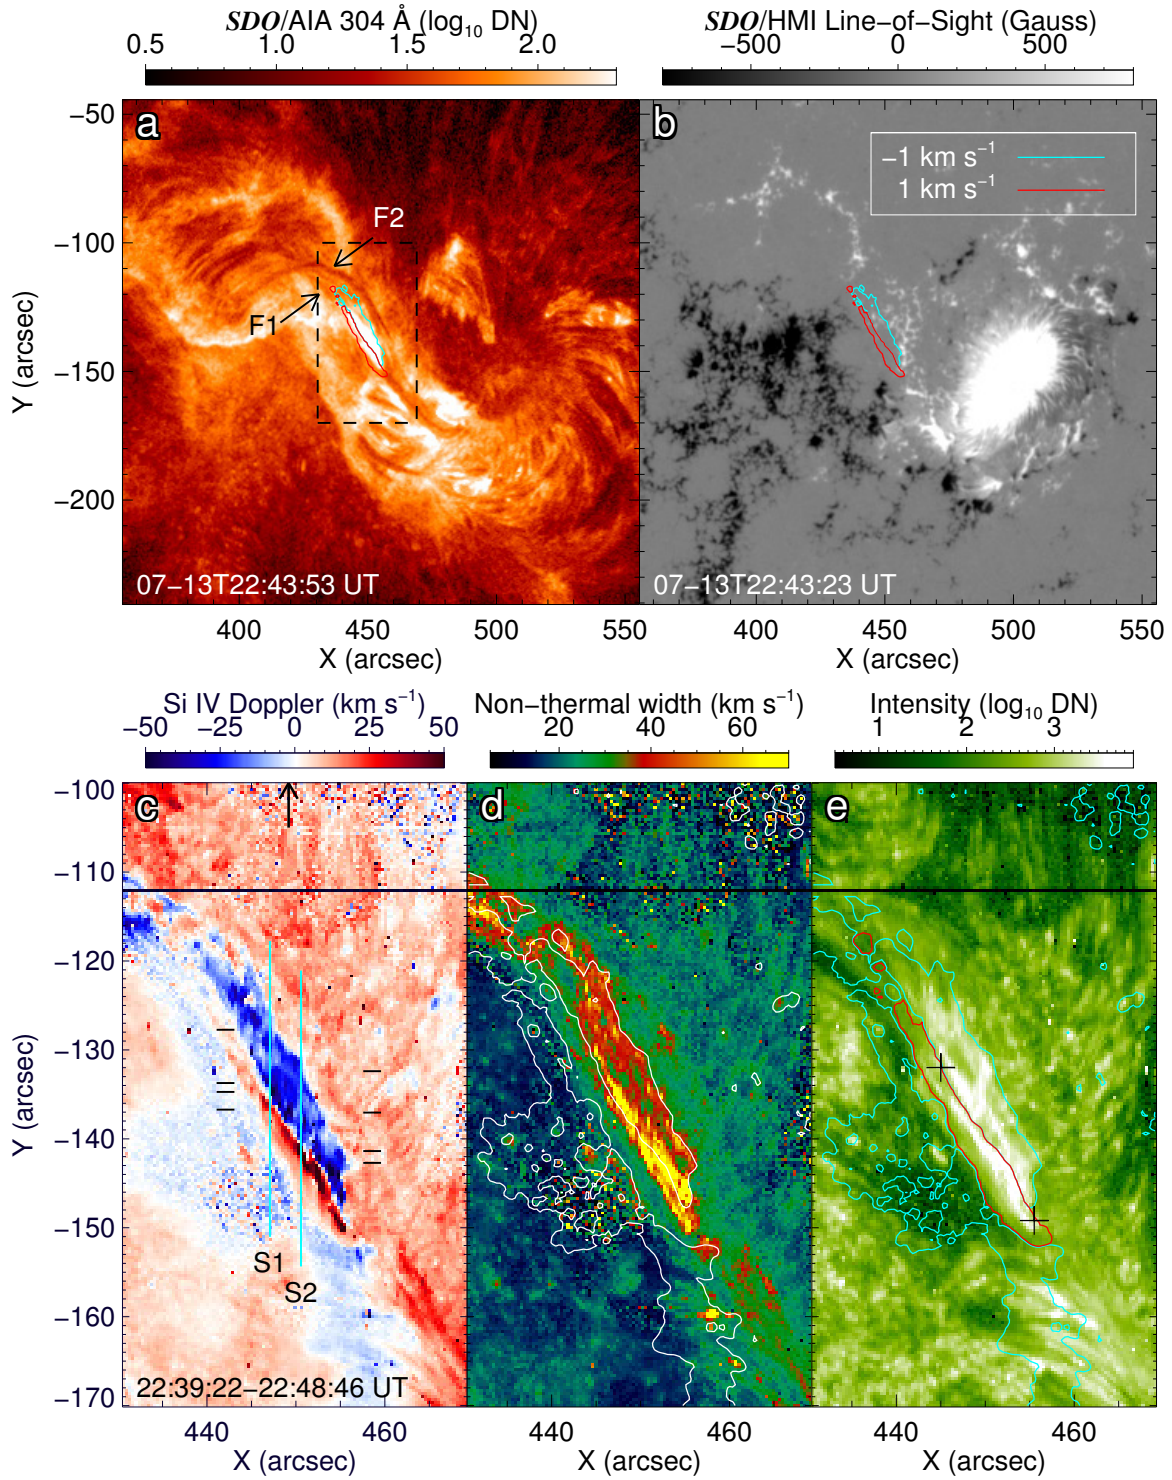 SDO/AIA 304 Å (log₁₀ DN)
0.5 1.0 1.5 2.0
SDO/HMI Line−of−Sight (Gauss)
−500 0 500
a
F2
F1
07−13T22:43:53 UT
b
−1 km s⁻¹
1 km s⁻¹
07−13T22:43:23 UT
−50
−100
−150
−200
Y (arcsec)
400 450 500 550
X (arcsec)
400 450 500 550
X (arcsec)
Si IV Doppler (km s⁻¹)
−50 −25 0 25 50
Non−thermal width (km s⁻¹)
20 40 60
Intensity (log₁₀ DN)
1 2 3
c
S1
S2
22:39:22−22:48:46 UT
d
e
−100
−110
−120
−130
−140
−150
−160
−170
Y (arcsec)
440 460
X (arcsec)
440 460
X (arcsec)
440 460
X (arcsec)